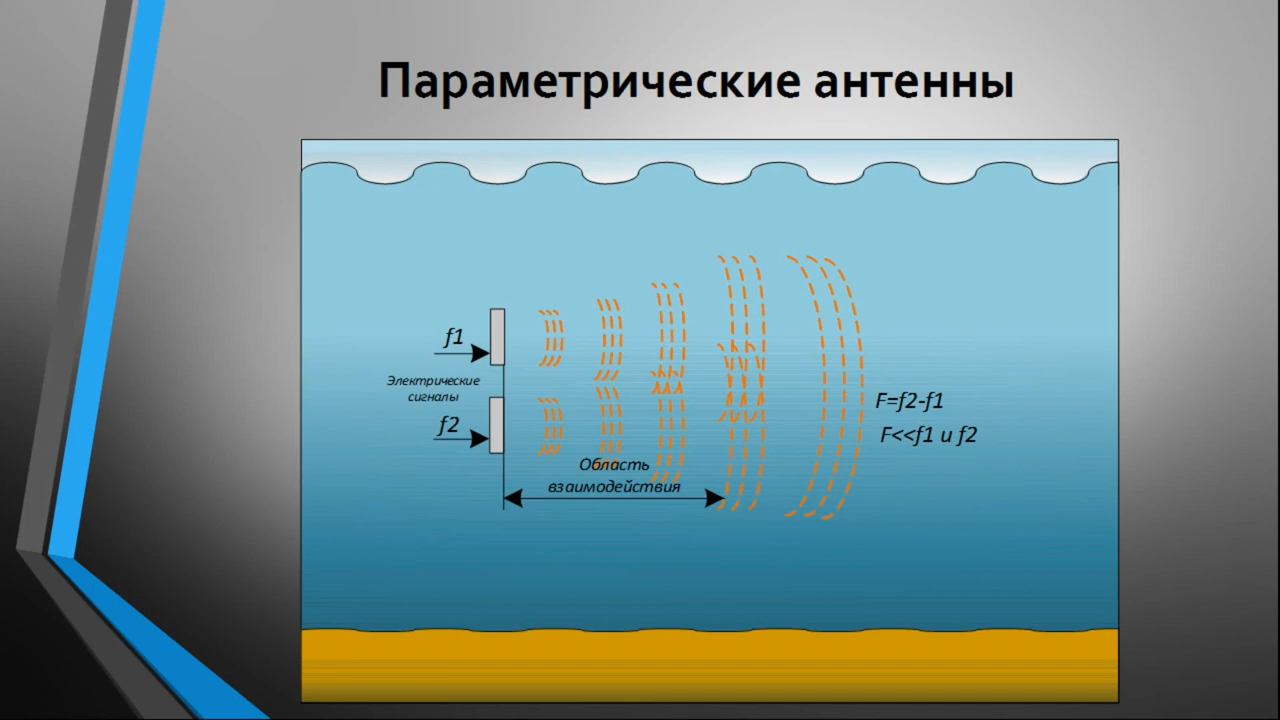 Параметрические антенны
f1
Электрические
сигналы
f2
Область
взаимодействия
F=f2-f1
F<<f1 и f2